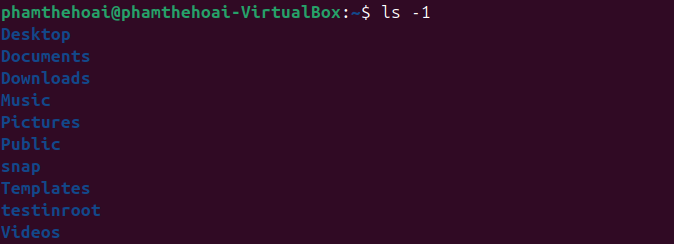 phamthehoai@phamthehoai-VirtualBox:~$ ls -1
Desktop
Documents
Downloads
Music
Pictures
Public
snap
Templates
testinroot
Videos